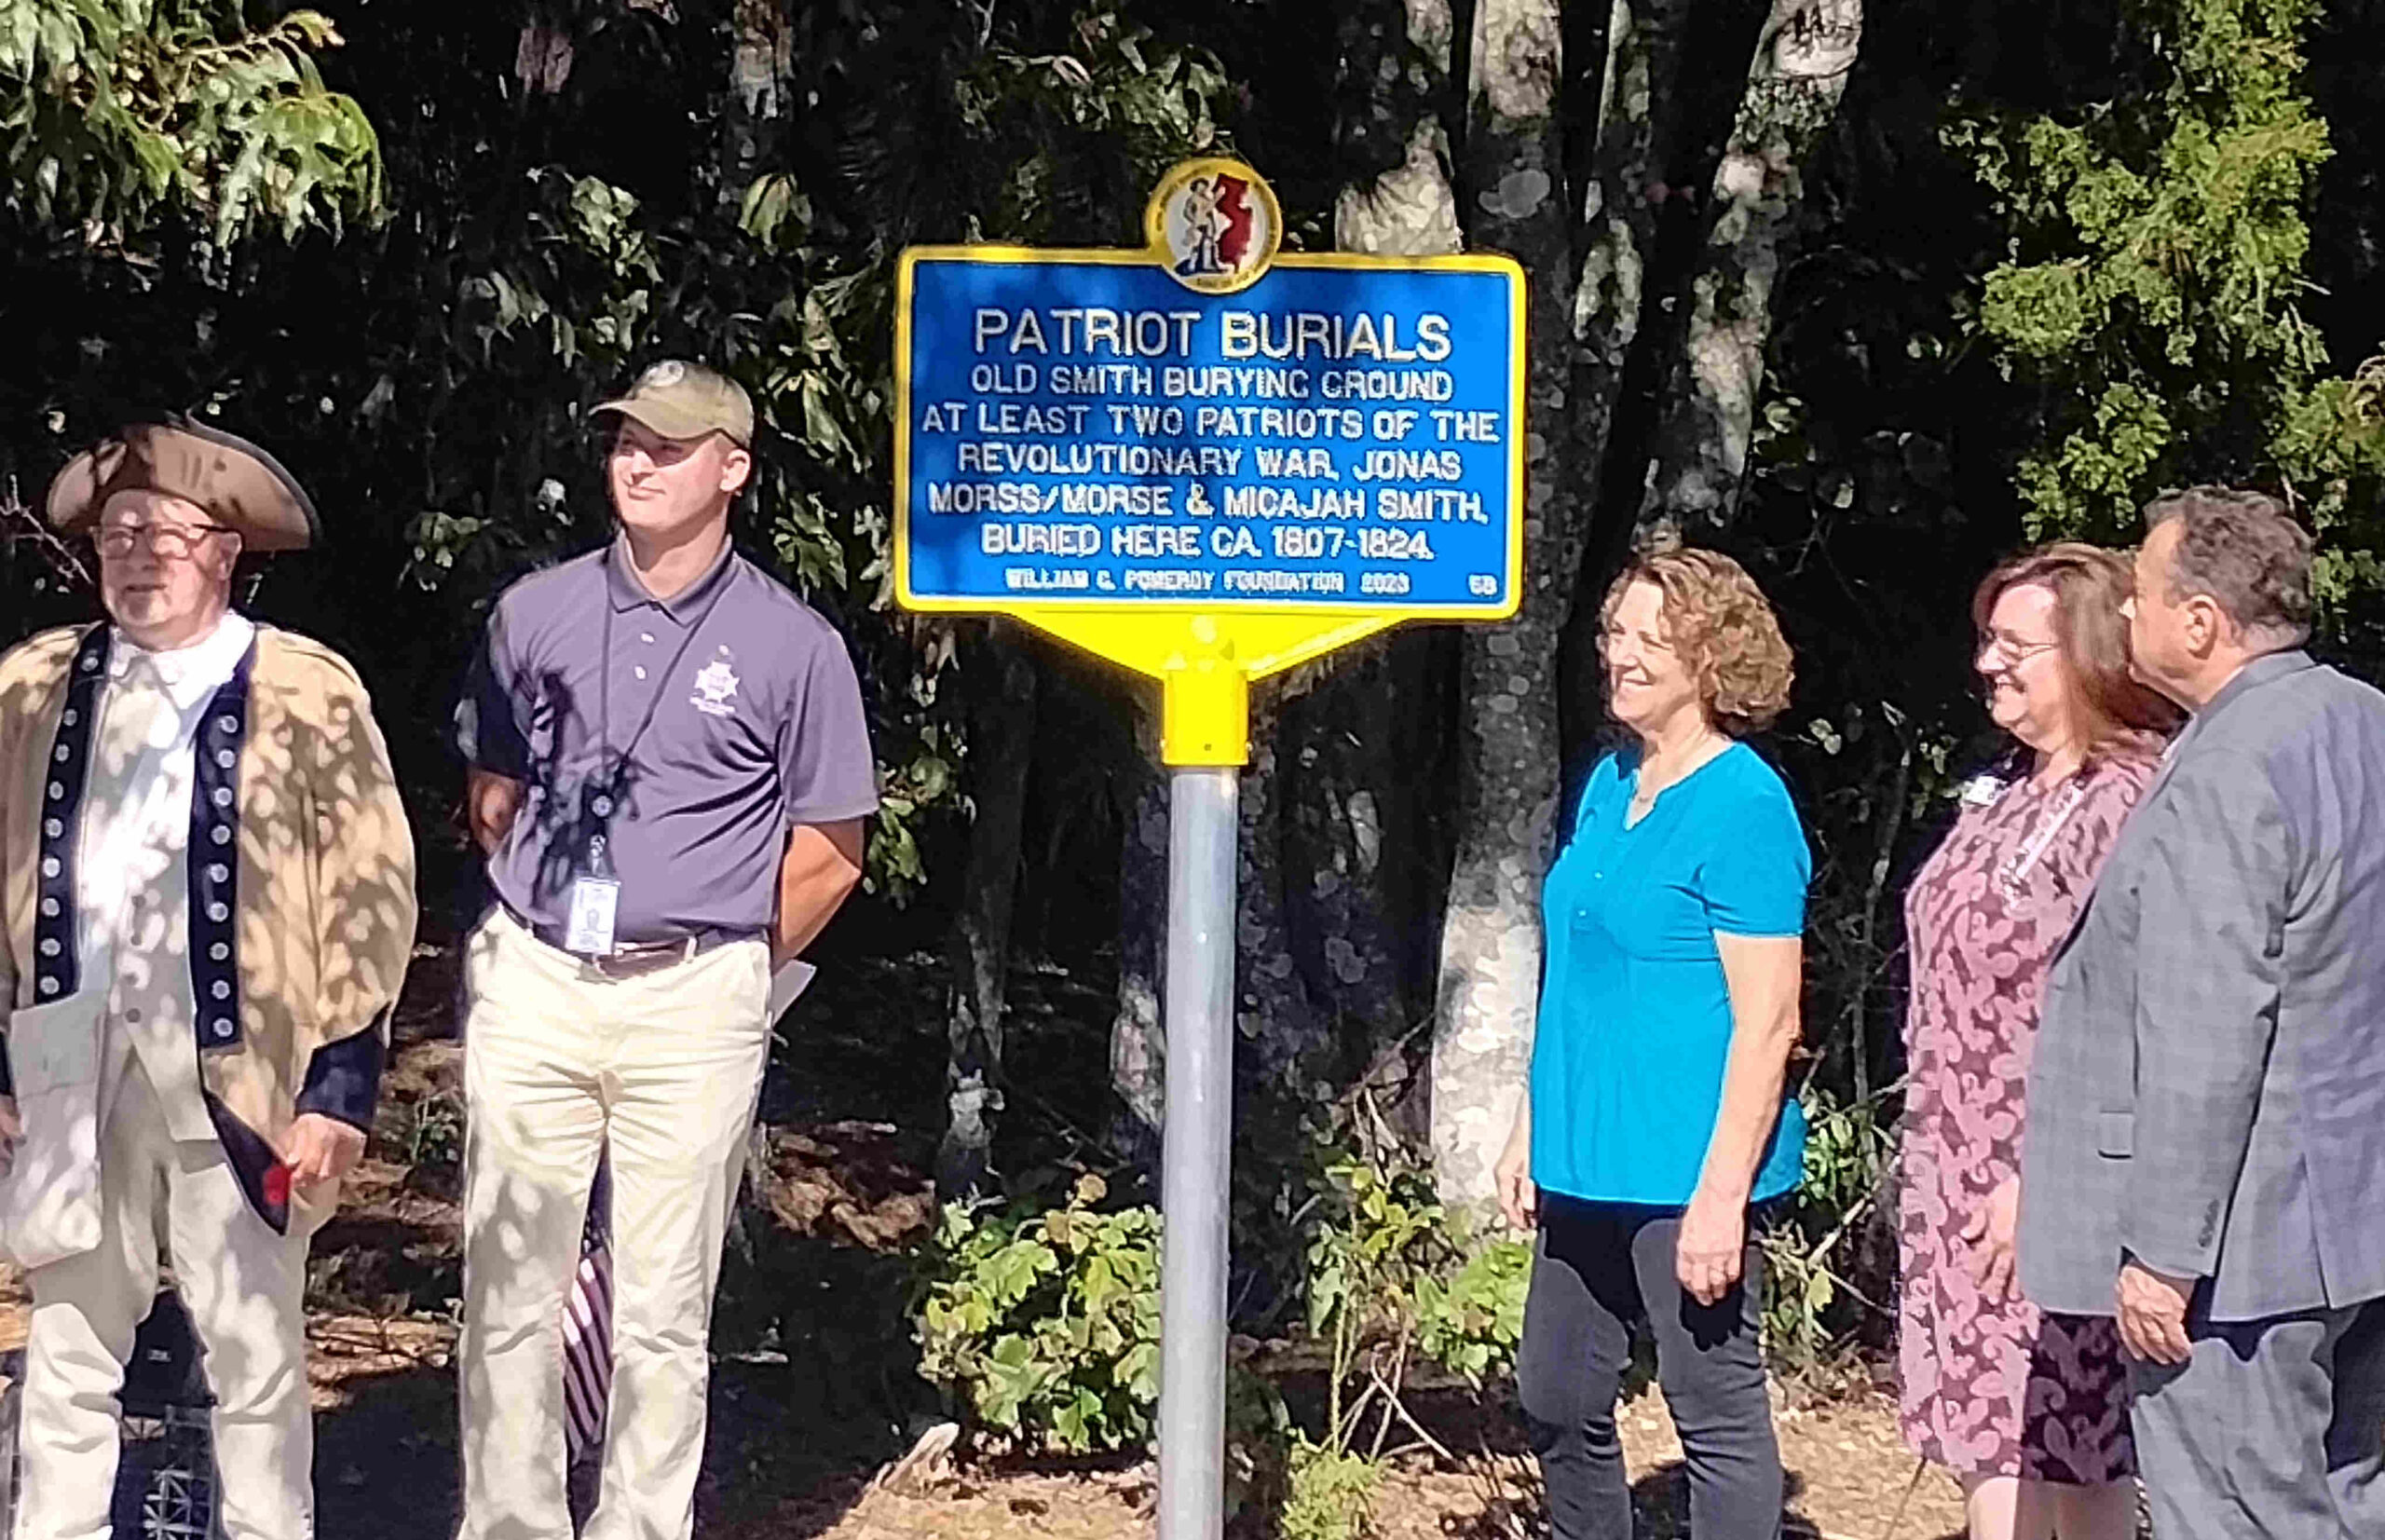 PATRIOT BURIALS
OLD SMITH BURYING GROUND
AT LEAST TWO PATRIOTS OF THE
REVOLUTIONARY WAR, JONAS
MORSS/MORSE & MICAJAH SMITH,
BURIED HERE CA. 1807-1824.
WILLIAM G. POMEROY FOUNDATION 2023 68